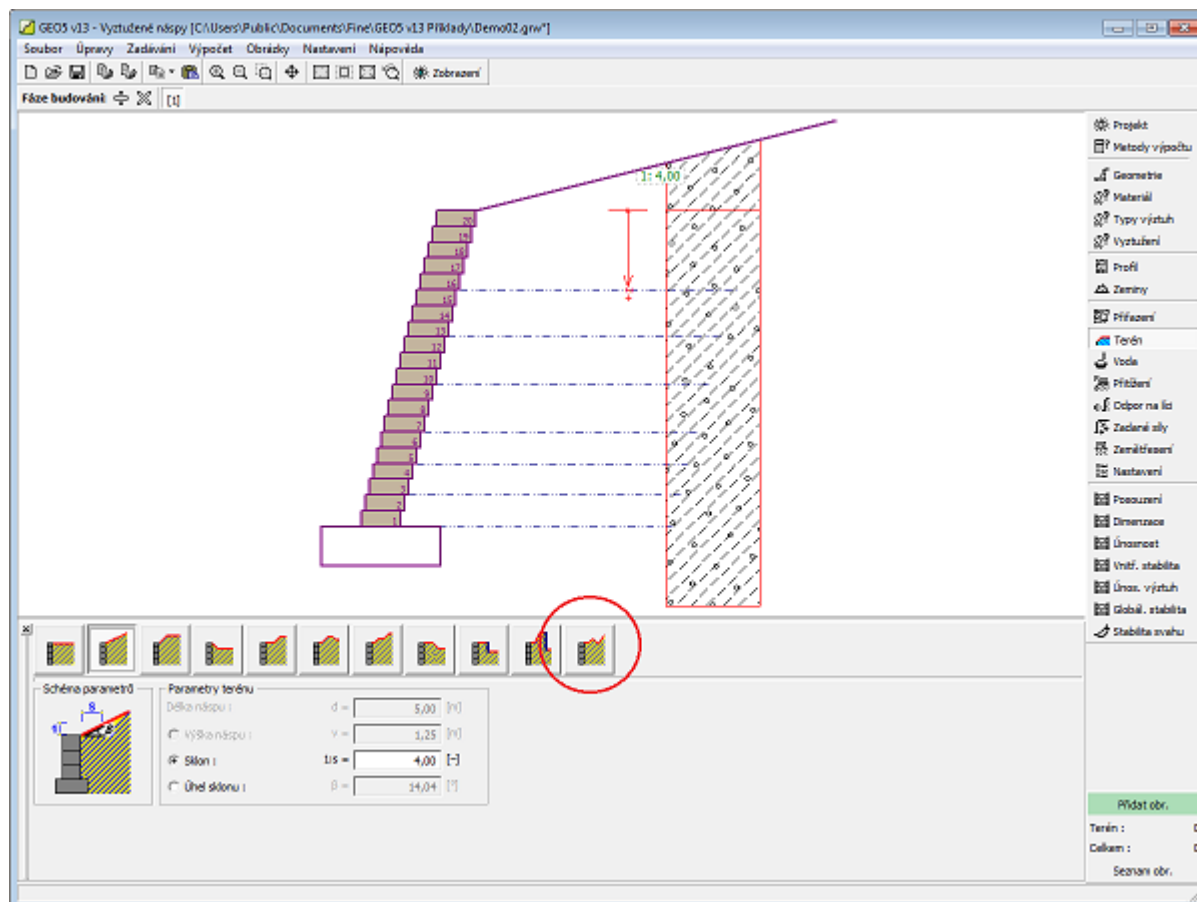 GEO5 v13 - Vyztužené náspy [C:\Users\Public\Documents\Fine\GEO5 v13 Příklady\Demo02.grw*]
Soubor Úpravy Zadávání Výpočet Obrázky Nastavení Nápověda
Zobrazení
Fáze budování: [1]
1: 4,00
20
19
18
17
16
15
14
13
12
11
10
9
8
7
6
5
4
3
2
1
Projekt
Metody výpočtu
Geometrie
Materiál
Typy výztuh
Vyztužení
Profil
Zeminy
Přiřazení
Terén
Voda
Přitížení
Odpor na líci
Zadané síly
Zemětřesení
Nastavení
Posouzení
Dimenzace
Únosnost
Vnitř. stabilita
Únos. výztuh
Globál. stabilita
Stabilita svahu
Schéma parametrů
s
1
β
Parametry terénu
Délka náspu : d = 5,00 [m]
Výška náspu : v = 1,25 [m]
Sklon : 1:s = 4,00 [-]
Úhel sklonu : β = 14,04 [°]
Přidat obr.
Terén :
Celkem :
Seznam obr.